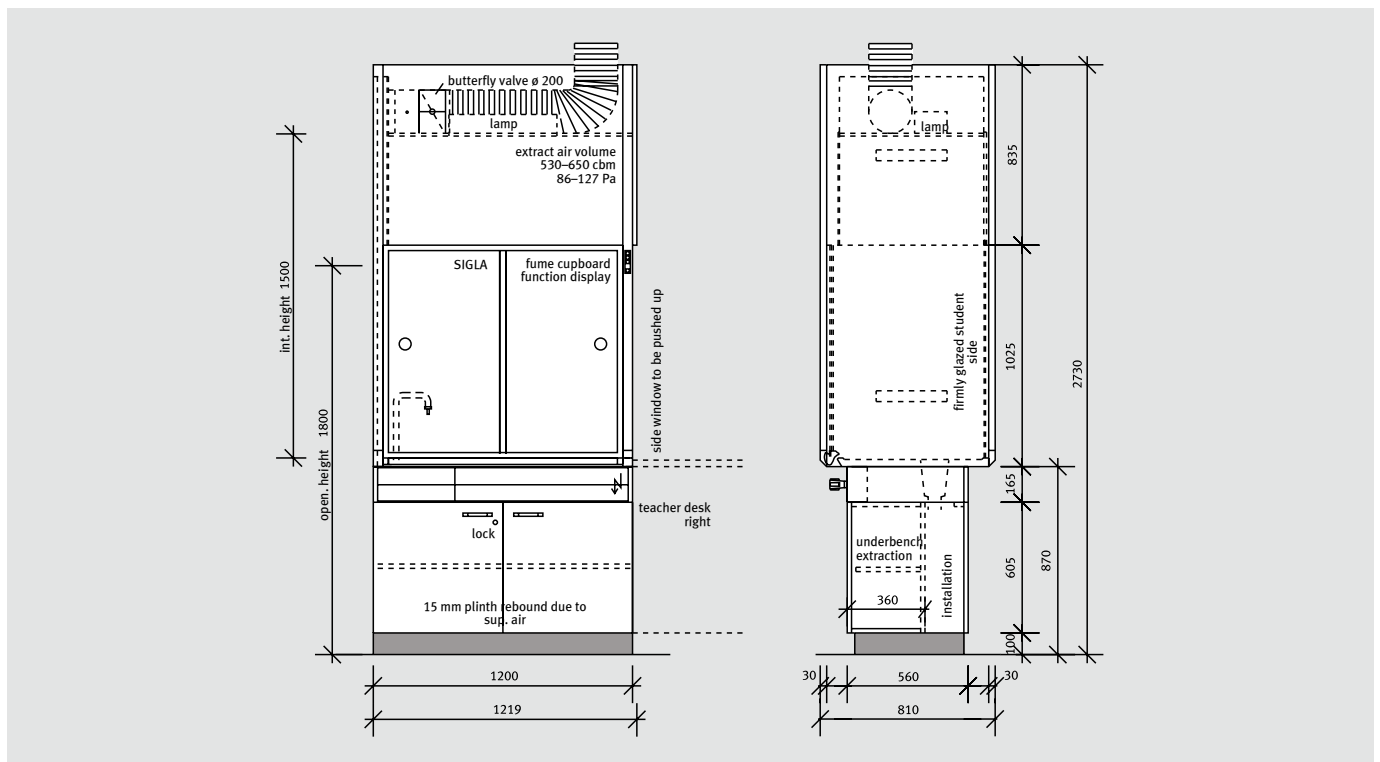 butterfly valve ø 200
lamp
extract air volume
530–650 cbm
86–127 Pa
SIGLA
fume cupboard
function display
int. height 1500
open. height 1800
side window to be pushed up
teacher desk
right
lock
15 mm plinth rebound due to
sup. air
1200
1219
lamp
firmly glazed student
side
underbench
extraction
installation
360
835
1025
165
605
100
870
2730
30
560
30
810